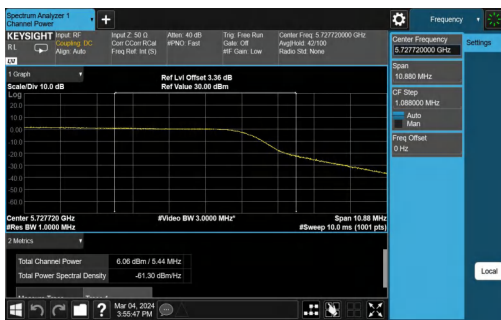 Spectrum Analyzer 1
Channel Power
+
Frequency
KEYSIGHT
RL
Input: RF
Coupling: DC
Align: Auto
Input Z: 50 Ω
Corr CCorr RCal
Freq Ref: Int (S)
Atten: 40 dB
#PNO: Fast
Trig: Free Run
Gate: Off
#IF Gain: Low
Center Freq: 5.727720000 GHz
Avg|Hold: 42/100
Radio Std: None
LXI
1 Graph
Scale/Div 10.0 dB
Ref Lvl Offset 3.36 dB
Ref Value 30.00 dBm
Log
20.0
10.0
0.00
-10.0
-20.0
-30.0
-40.0
-50.0
-60.0
Center 5.727720 GHz
#Res BW 1.0000 MHz
#Video BW 3.0000 MHz*
Span 10.88 MHz
#Sweep 10.0 ms (1001 pts)
2 Metrics
Total Channel Power
6.06 dBm / 5.44 MHz
Total Power Spectral Density
-61.30 dBm/Hz
?
Mar 04, 2024
3:55:47 PM
Center Frequency
5.727720000 GHz
Settings
Span
10.880 MHz
CF Step
1.088000 MHz
Auto
Man
Freq Offset
0 Hz
Local